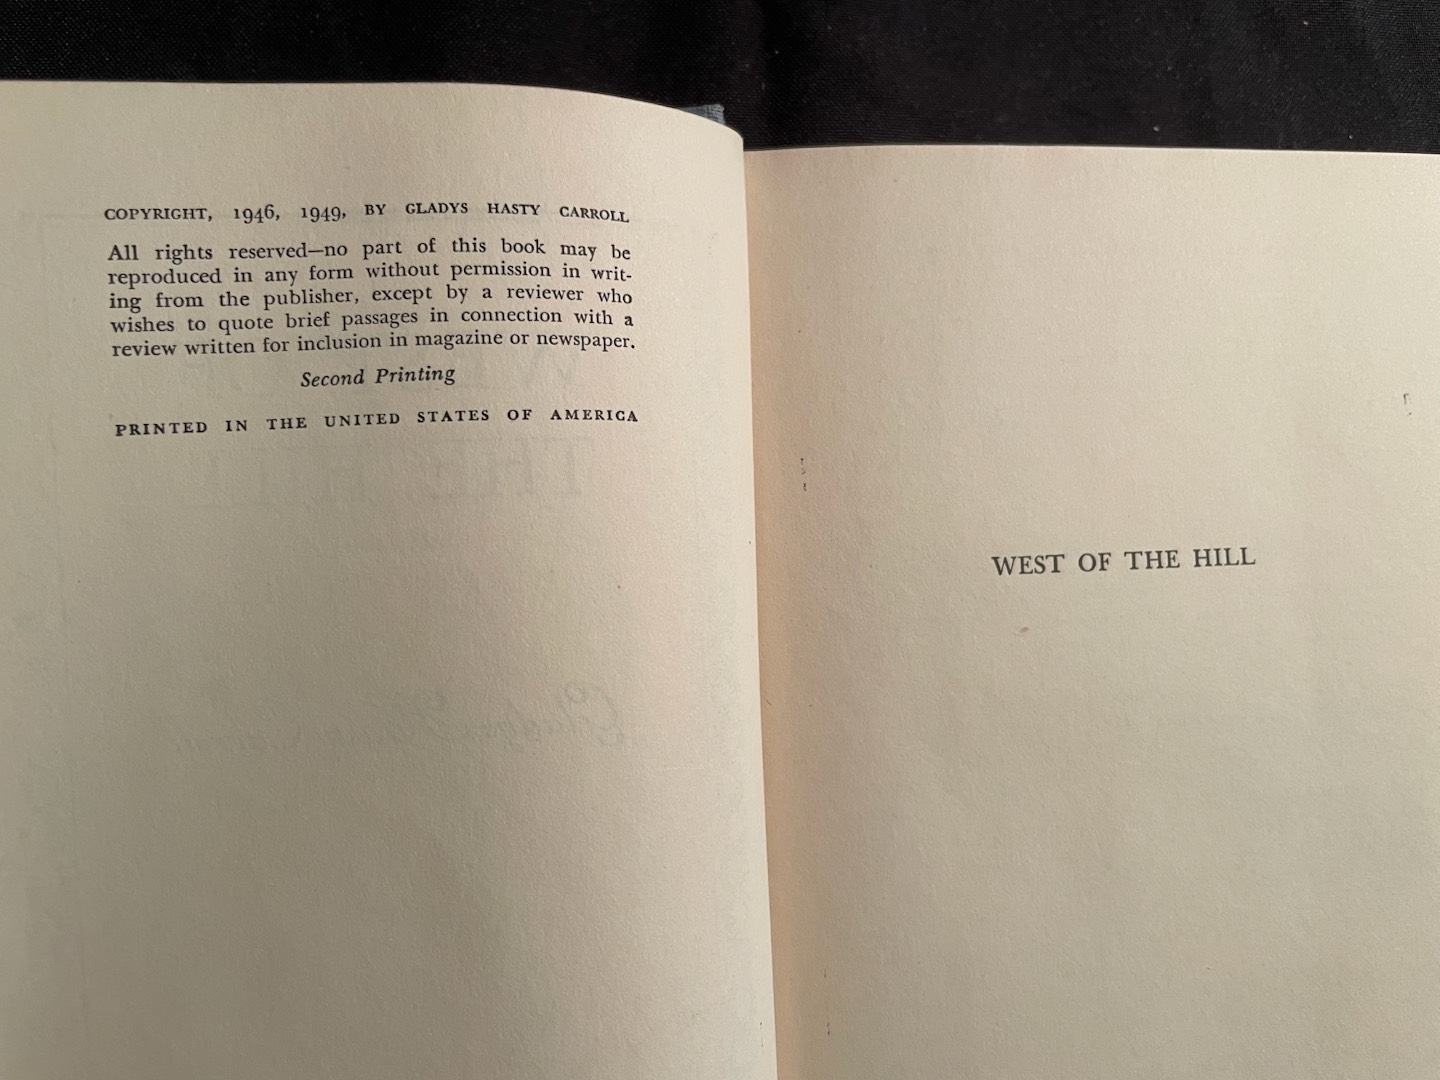 COPYRIGHT, 1946, 1949, BY GLADYS HASTY CARROLL
All rights reserved—no part of this book may be
reproduced in any form without permission in writ-
ing from the publisher, except by a reviewer who
wishes to quote brief passages in connection with a
review written for inclusion in magazine or newspaper.
Second Printing
PRINTED IN THE UNITED STATES OF AMERICA
WEST OF THE HILL